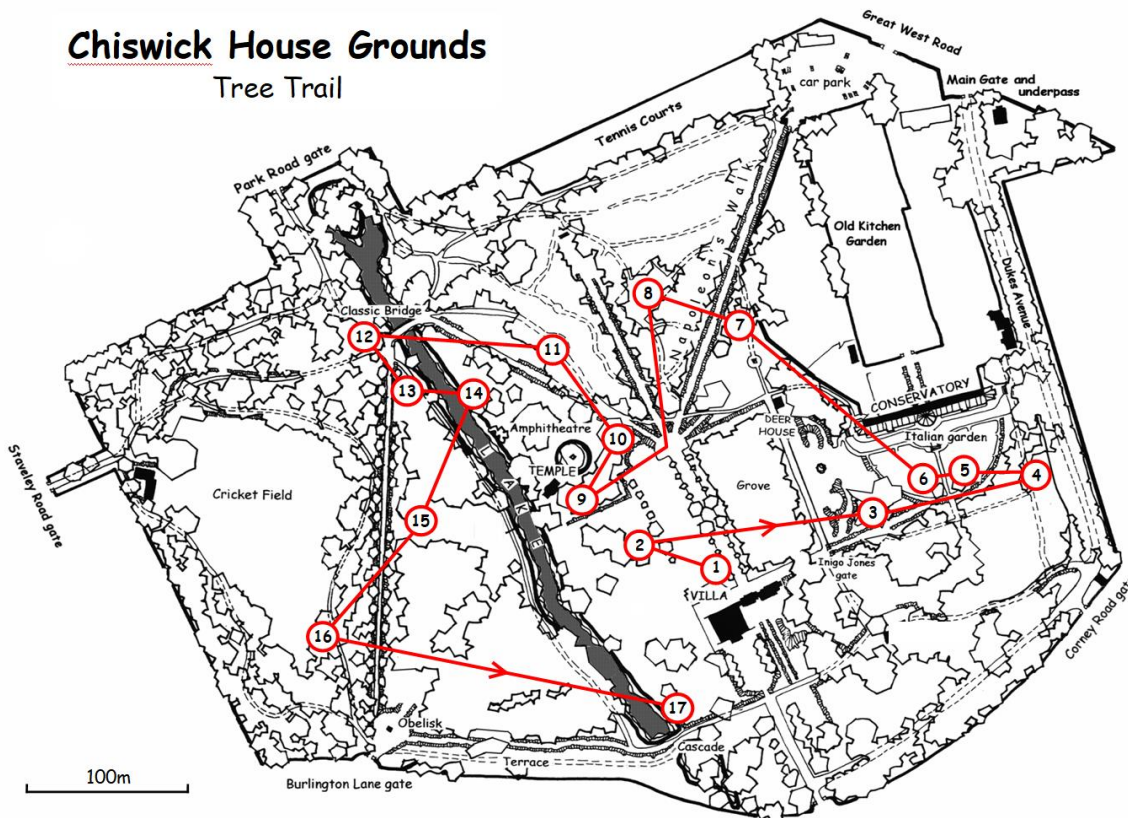 Chiswick House Grounds
Tree Trail
Great West Road
car park
Main Gate and
underpass
Tennis Courts
Park Road gate
Napoleon's Walk
Old Kitchen
Garden
Dukes Avenue
8
7
Classic Bridge
12
11
13
14
CONSERVATORY
DEER
HOUSE
Italian garden
Amphitheatre
10
TEMPLE
LAKE
Staveley Road gate
Cricket Field
Grove
6
5
4
9
3
15
2
1
Inigo Jones
gate
VILLA
Corney Road gate
16
17
Obelisk
Cascade
Terrace
100m
Burlington Lane gate